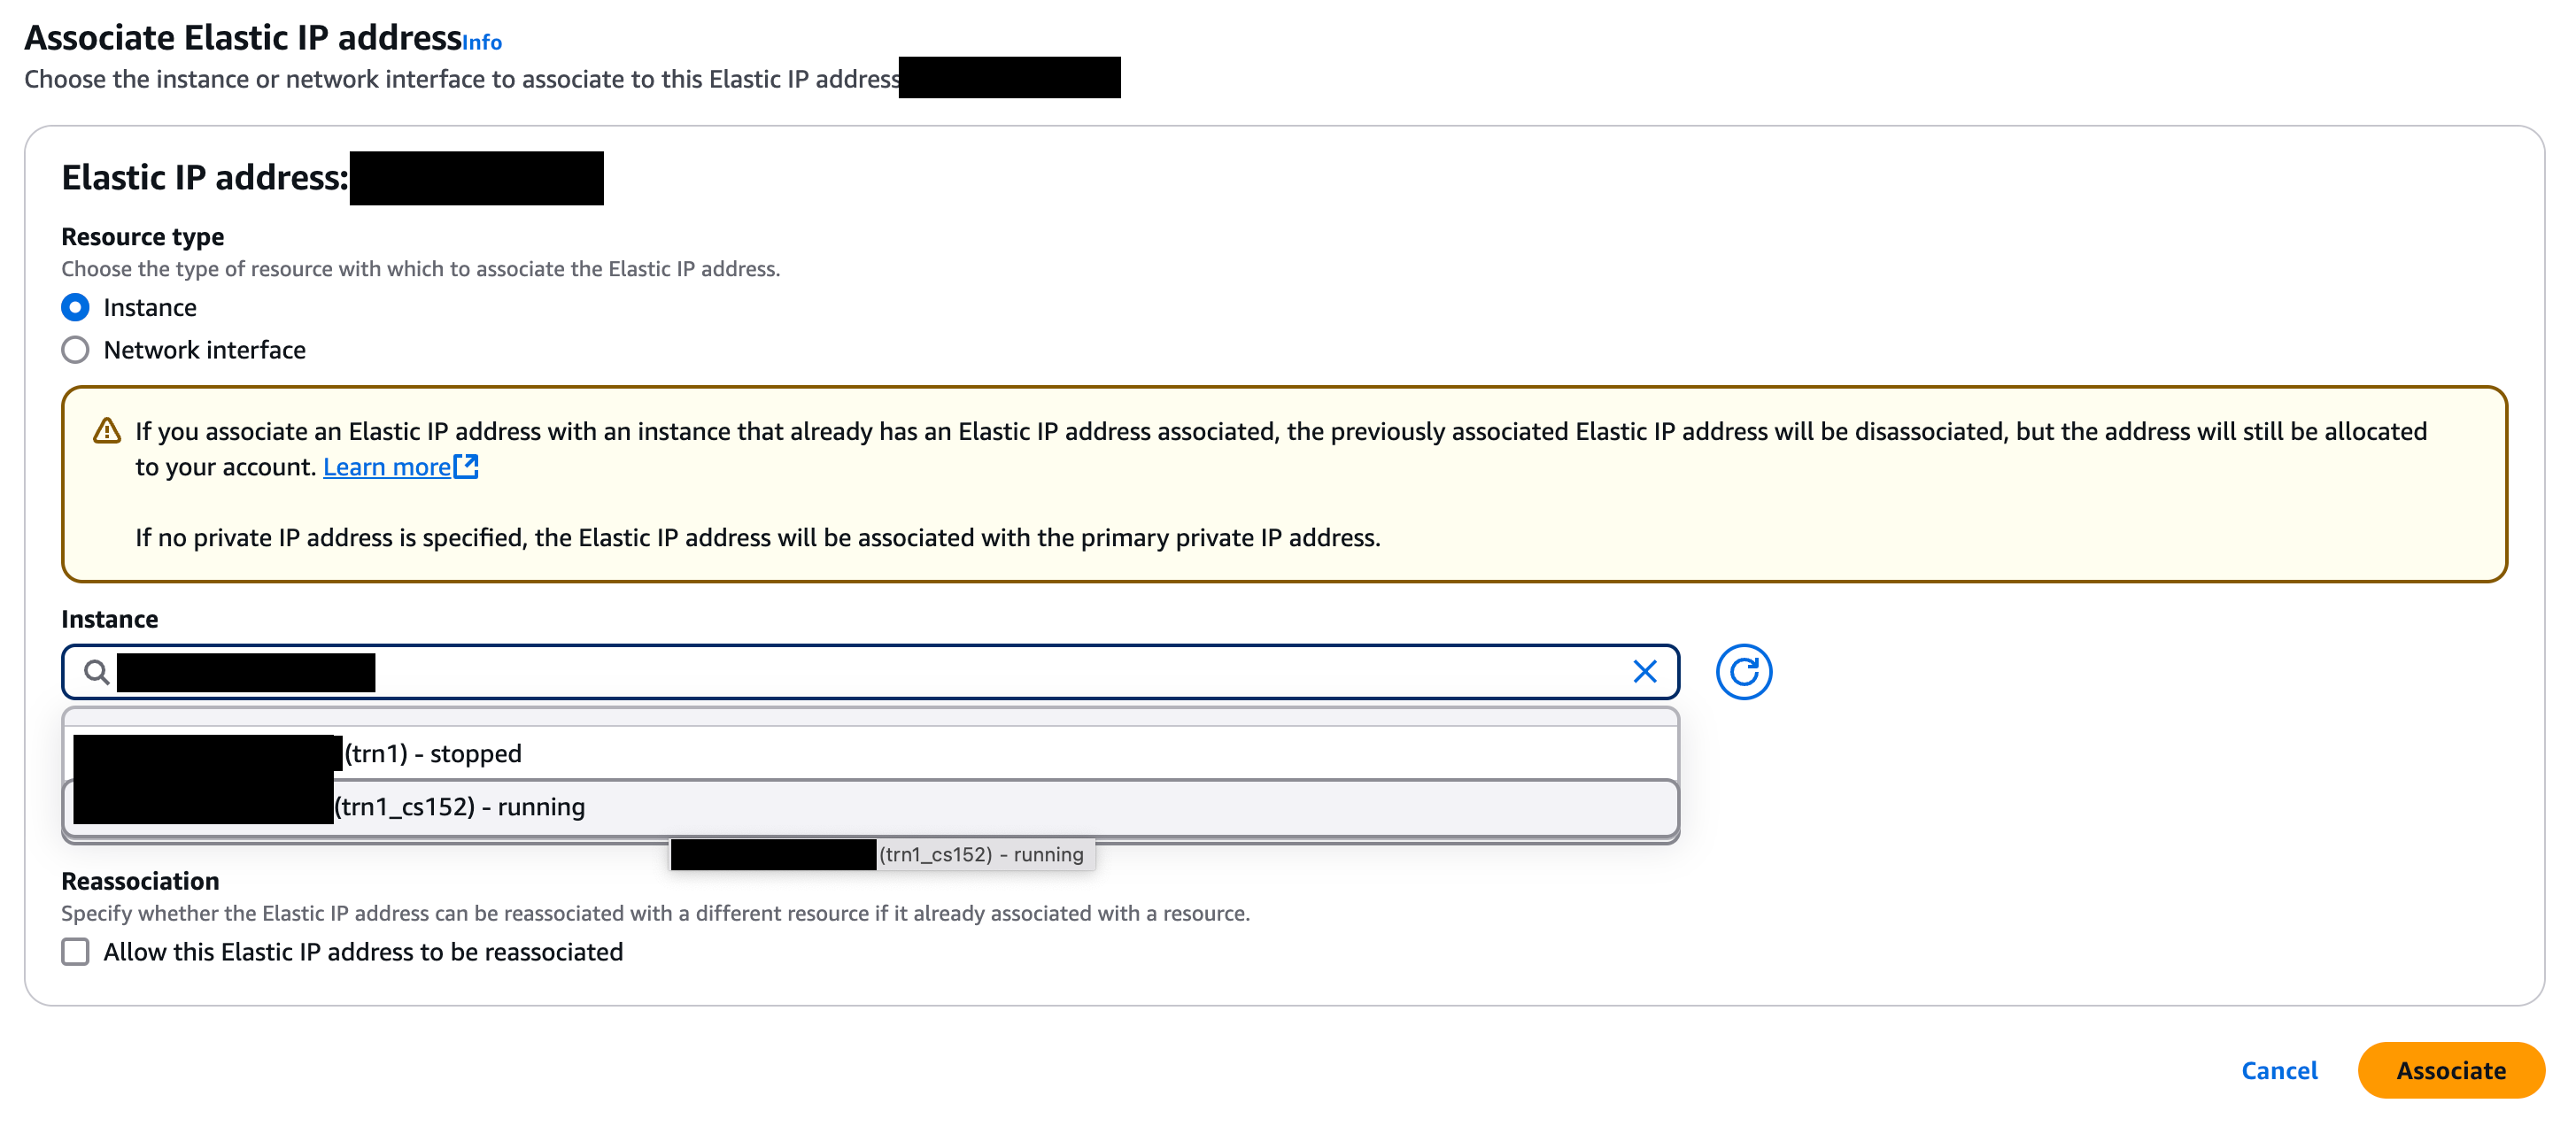 Associate Elastic IP address Info
Choose the instance or network interface to associate to this Elastic IP address
Elastic IP address:
Resource type
Choose the type of resource with which to associate the Elastic IP address.
Instance
Network interface
If you associate an Elastic IP address with an instance that already has an Elastic IP address associated, the previously associated Elastic IP address will be disassociated, but the address will still be allocated
to your account. Learn more
If no private IP address is specified, the Elastic IP address will be associated with the primary private IP address.
Instance
(trn1) - stopped
(trn1_cs152) - running
(trn1_cs152) - running
Reassociation
Specify whether the Elastic IP address can be reassociated with a different resource if it already associated with a resource.
Allow this Elastic IP address to be reassociated
Cancel
Associate